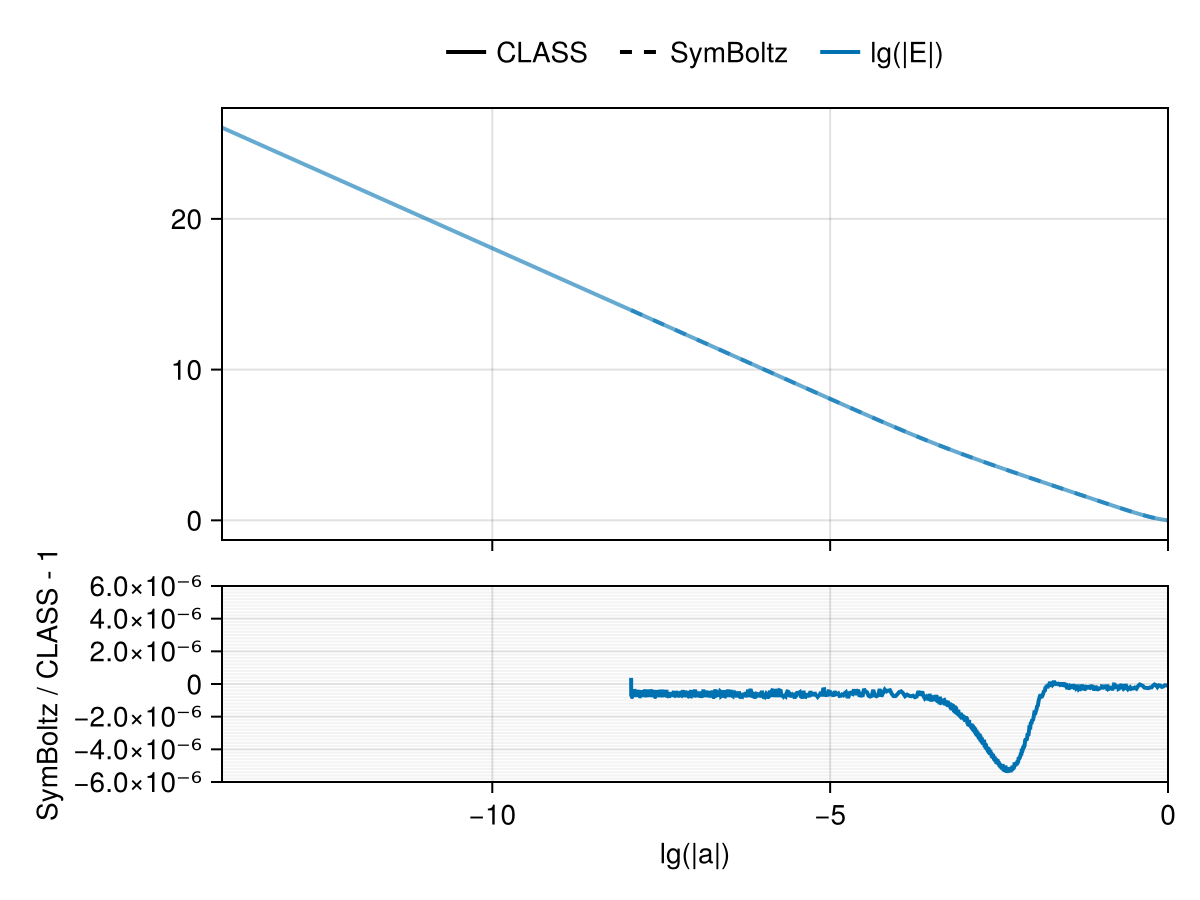 CLASS SymBoltz lg(|E|)
20
10
0
SymBoltz / CLASS - 1
6.0×10⁻⁶
4.0×10⁻⁶
2.0×10⁻⁶
0
−2.0×10⁻⁶
−4.0×10⁻⁶
−6.0×10⁻⁶
−10 −5 0
lg(|a|)